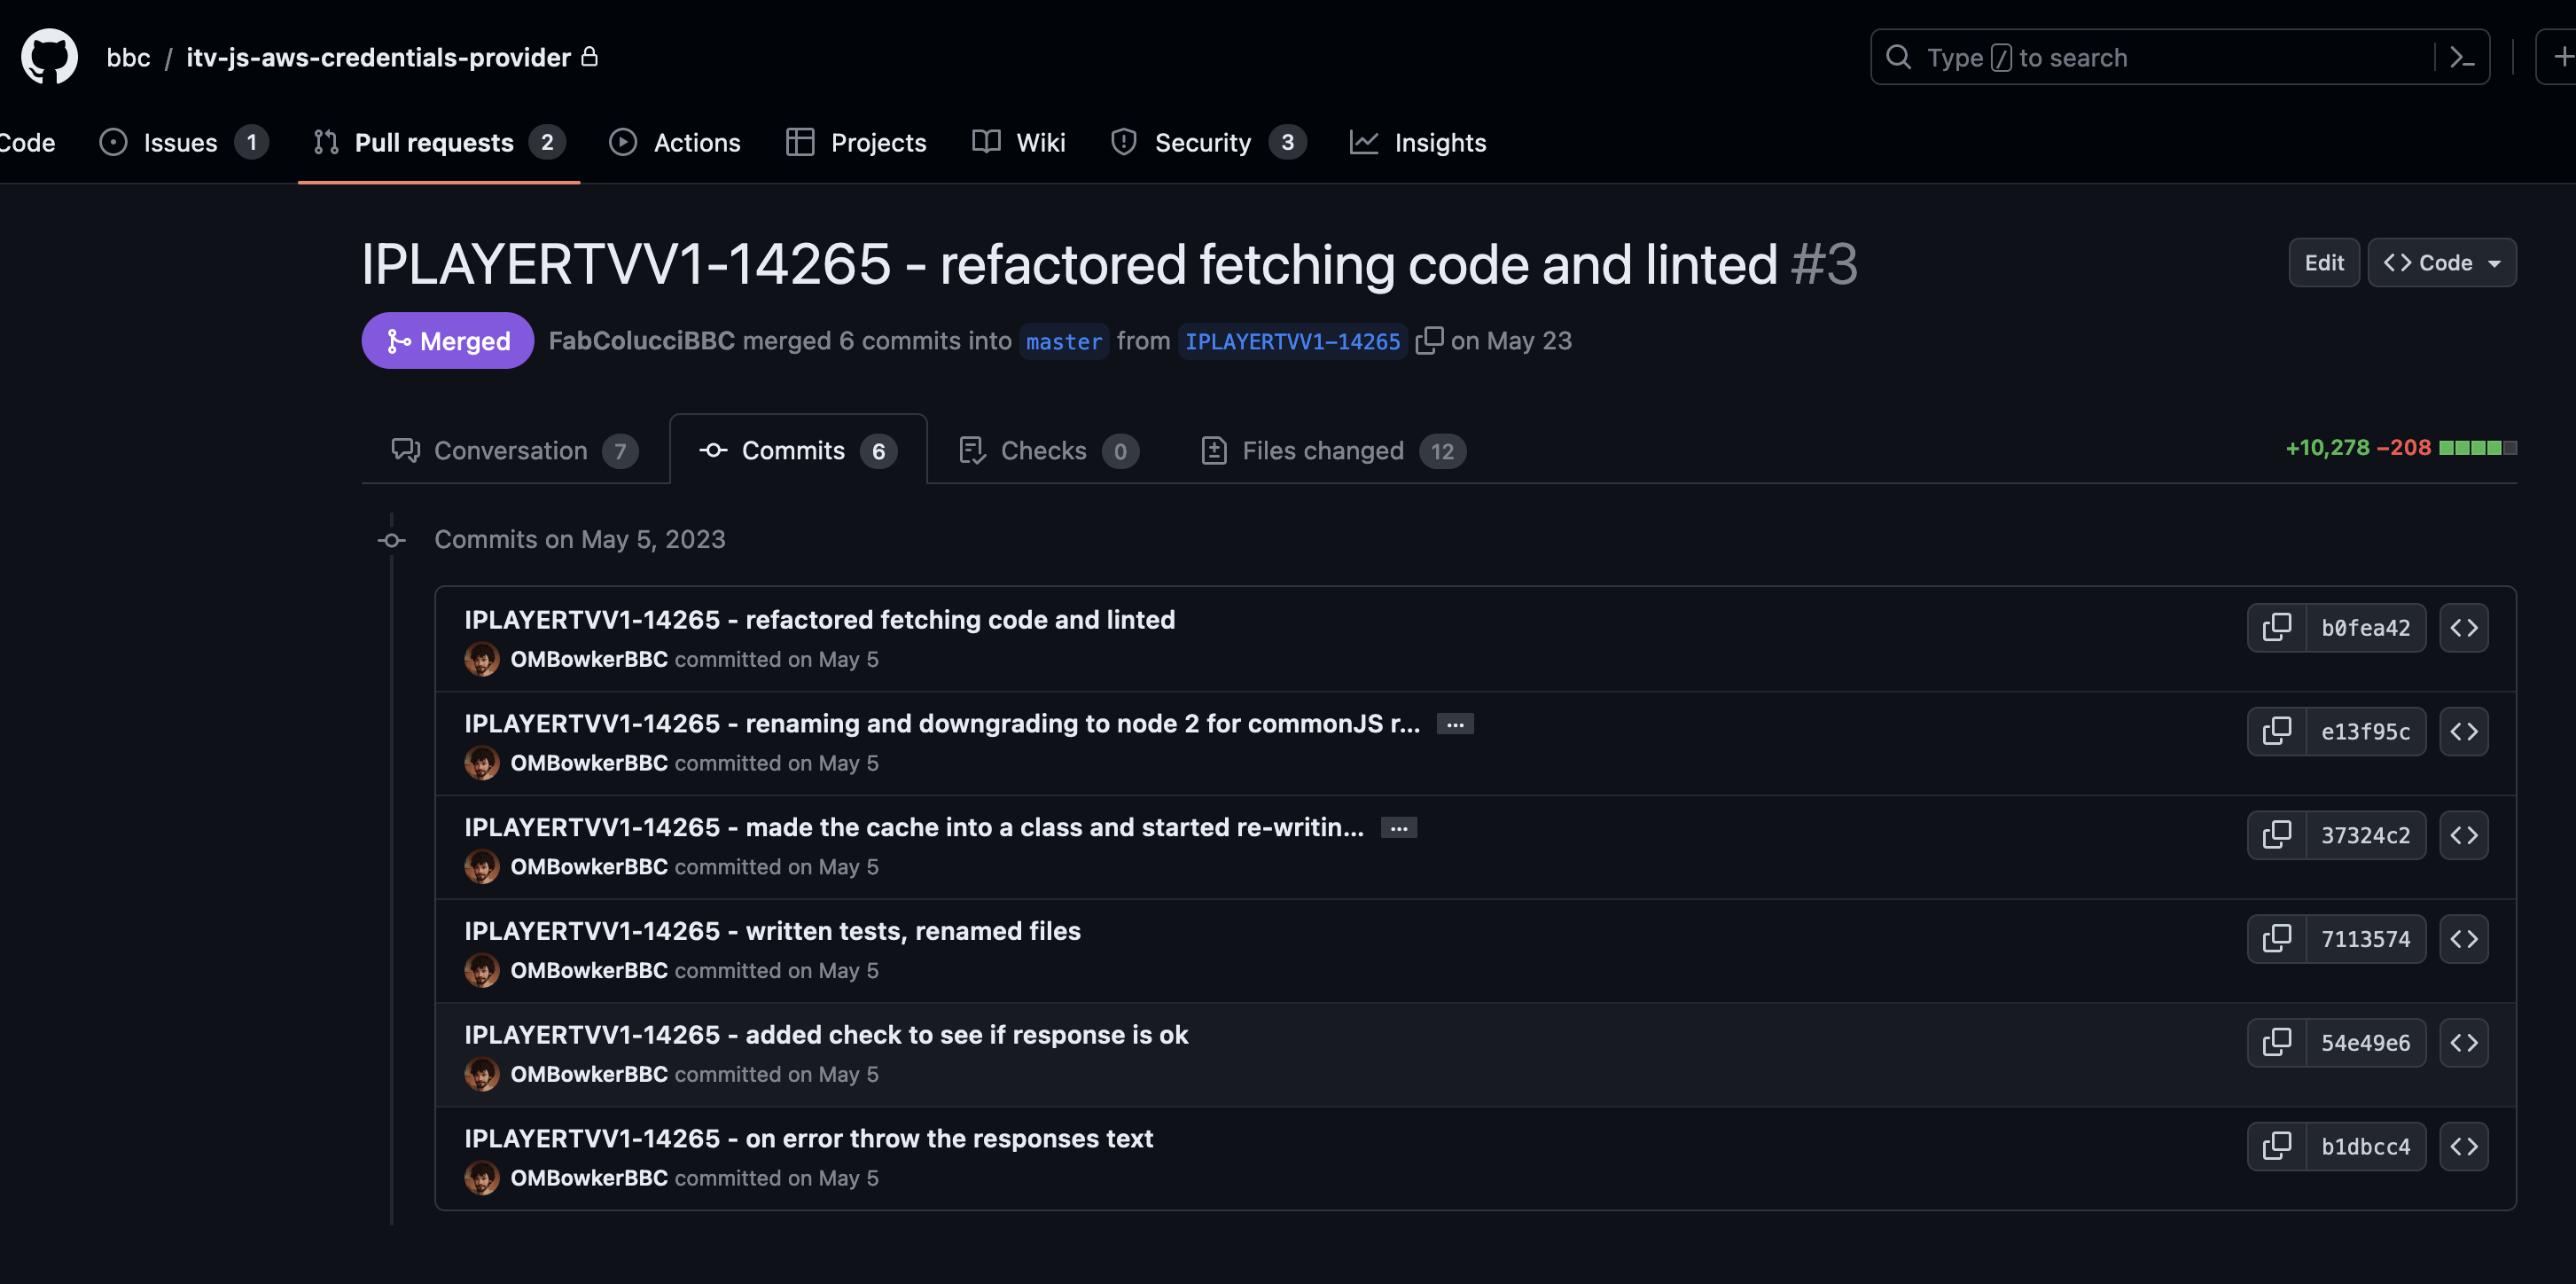 bbc / itv-js-aws-credentials-provider
Type / to search
Code
Issues 1
Pull requests 2
Actions
Projects
Wiki
Security 3
Insights
IPLAYERTVV1-14265 - refactored fetching code and linted #3
Edit
<> Code
Merged
FabColucciBBC merged 6 commits into master from IPLAYERTVV1-14265 on May 23
Conversation 7
Commits 6
Checks 0
Files changed 12
+10,278 −208
Commits on May 5, 2023
IPLAYERTVV1-14265 - refactored fetching code and linted
OMBowkerBBC committed on May 5
b0fea42
IPLAYERTVV1-14265 - renaming and downgrading to node 2 for commonJS r... ...
OMBowkerBBC committed on May 5
e13f95c
IPLAYERTVV1-14265 - made the cache into a class and started re-writin... ...
OMBowkerBBC committed on May 5
37324c2
IPLAYERTVV1-14265 - written tests, renamed files
OMBowkerBBC committed on May 5
7113574
IPLAYERTVV1-14265 - added check to see if response is ok
OMBowkerBBC committed on May 5
54e49e6
IPLAYERTVV1-14265 - on error throw the responses text
OMBowkerBBC committed on May 5
b1dbcc4